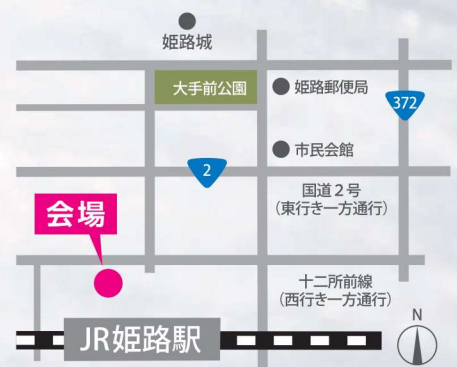 姫路城
大手前公園
姫路郵便局
372
市民会館
2
国道2号
(東行き一方通行)
会場
十二所前線
(西行き一方通行)
N
JR姫路駅